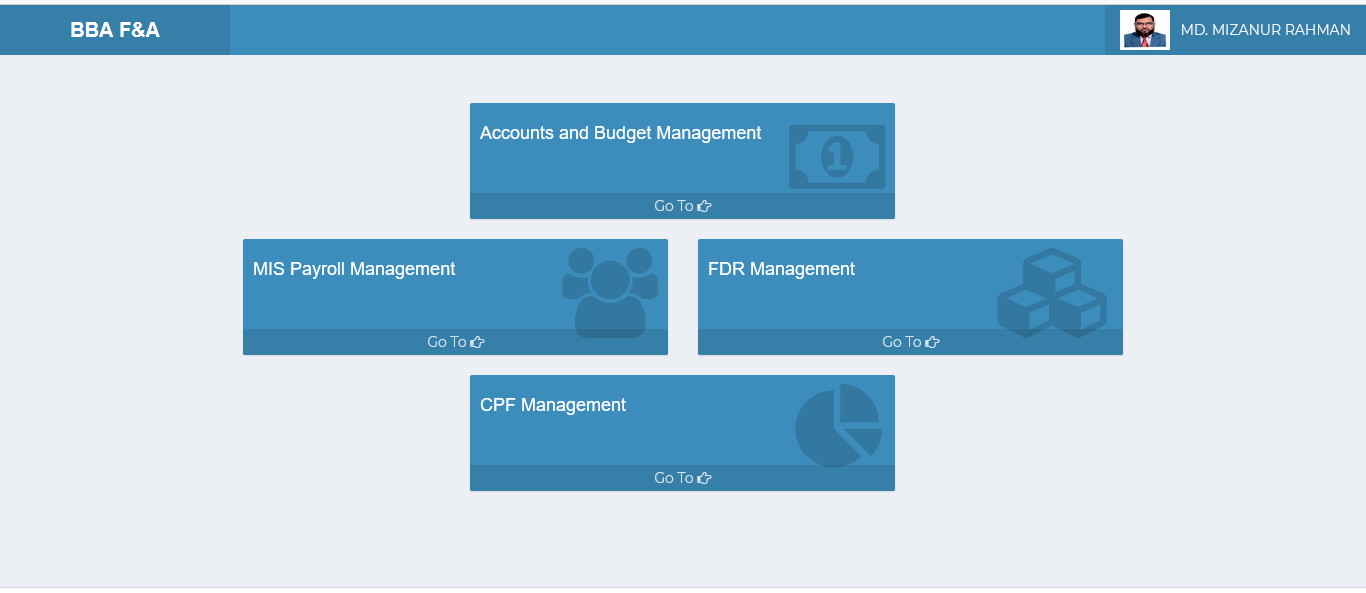 BBA F&A
MD. MIZANUR RAHMAN
Accounts and Budget Management
1
Go To
MIS Payroll Management
Go To
FDR Management
Go To
CPF Management
Go To